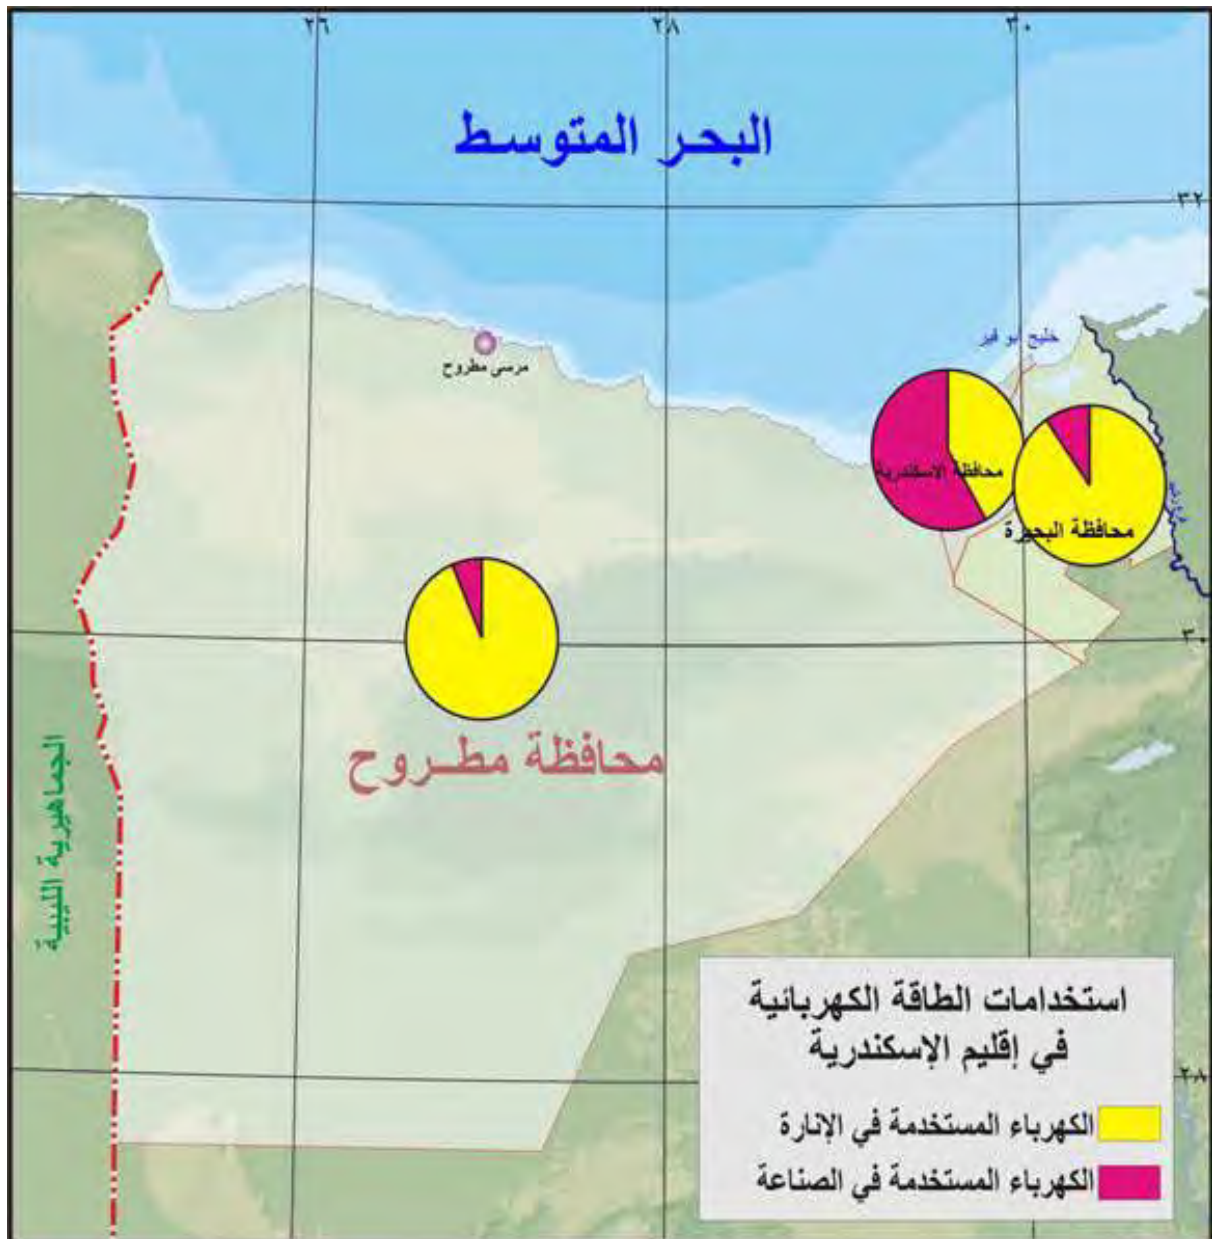 ٢٦
٢٨
٣٠
البحر المتوسط
٣٢
خليج ابو قير
مرسى مطروح
محافظة الاسكندرية
محافظة البحيرة
٣٠
محافظة مطروح
الجماهيرية الليبية
استخدامات الطاقة الكهربائية
في إقليم الإسكندرية
٢٨
الكهرباء المستخدمة في الإنارة
الكهرباء المستخدمة في الصناعة